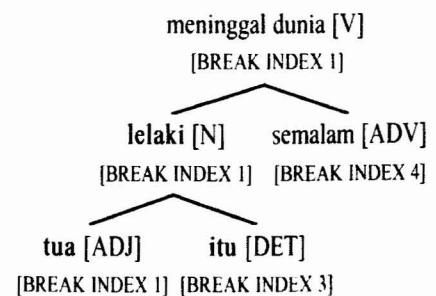 meninggal dunia [V]
[BREAK INDEX 1]
lelaki [N] semalam [ADV]
[BREAK INDEX 1] [BREAK INDEX 4]
tua [ADJ] itu [DET]
[BREAK INDEX 1] [BREAK INDEX 3]